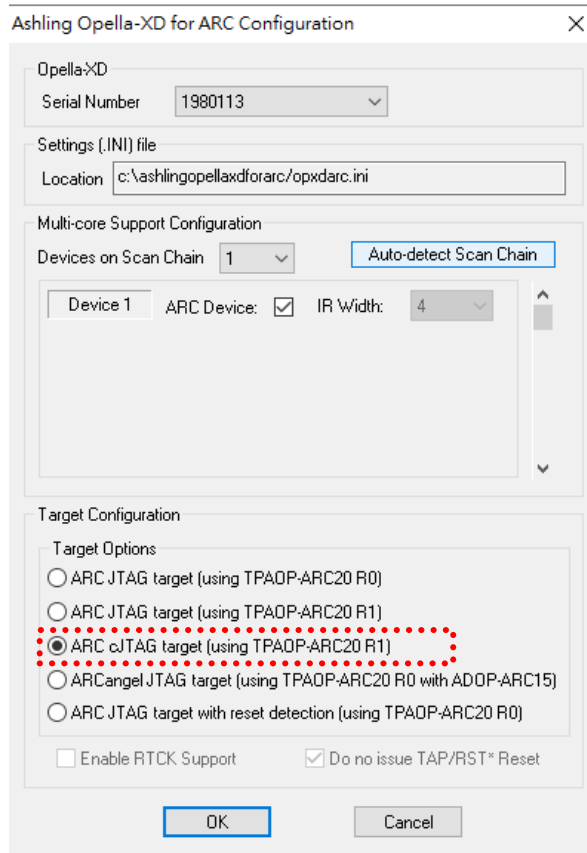 Ashling Opella-XD for ARC Configuration
Opella-XD
Serial Number 1980113
Settings (.INI) file
Location c:\ashlingopellaxdforarc/opxdarc.ini
Multi-core Support Configuration
Devices on Scan Chain 1 Auto-detect Scan Chain
Device 1 ARC Device: IR Width: 4
Target Configuration
Target Options
ARC JTAG target (using TPAOP-ARC20 R0)
ARC JTAG target (using TPAOP-ARC20 R1)
ARC cJTAG target (using TPAOP-ARC20 R1)
ARCangel JTAG target (using TPAOP-ARC20 R0 with ADOP-ARC15)
ARC JTAG target with reset detection (using TPAOP-ARC20 R0)
Enable RTCK Support Do no issue TAP/RST* Reset
OK Cancel